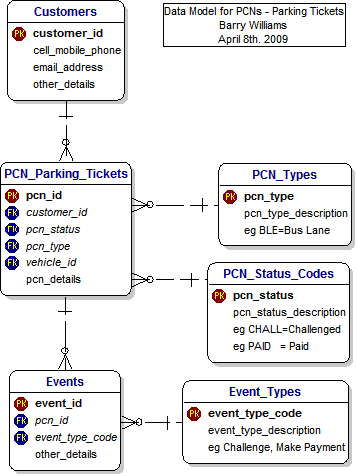 Customers
PK customer_id
cell_mobile_phone
email_address
other_details
Data Model for PCNs - Parking Tickets
Barry Williams
April 8th. 2009
PCN_Parking_Tickets
PK pcn_id
FK customer_id
FK pcn_status
FK pcn_type
FK vehicle_id
pcn_details
PCN_Types
PK pcn_type
pcn_type_description
eg BLE=Bus Lane
PCN_Status_Codes
PK pcn_status
pcn_status_description
eg CHALL=Challenged
eg PAID = Paid
Events
PK event_id
FK pcn_id
FK event_type_code
other_details
Event_Types
PK event_type_code
event_type_description
eg Challenge, Make Payment